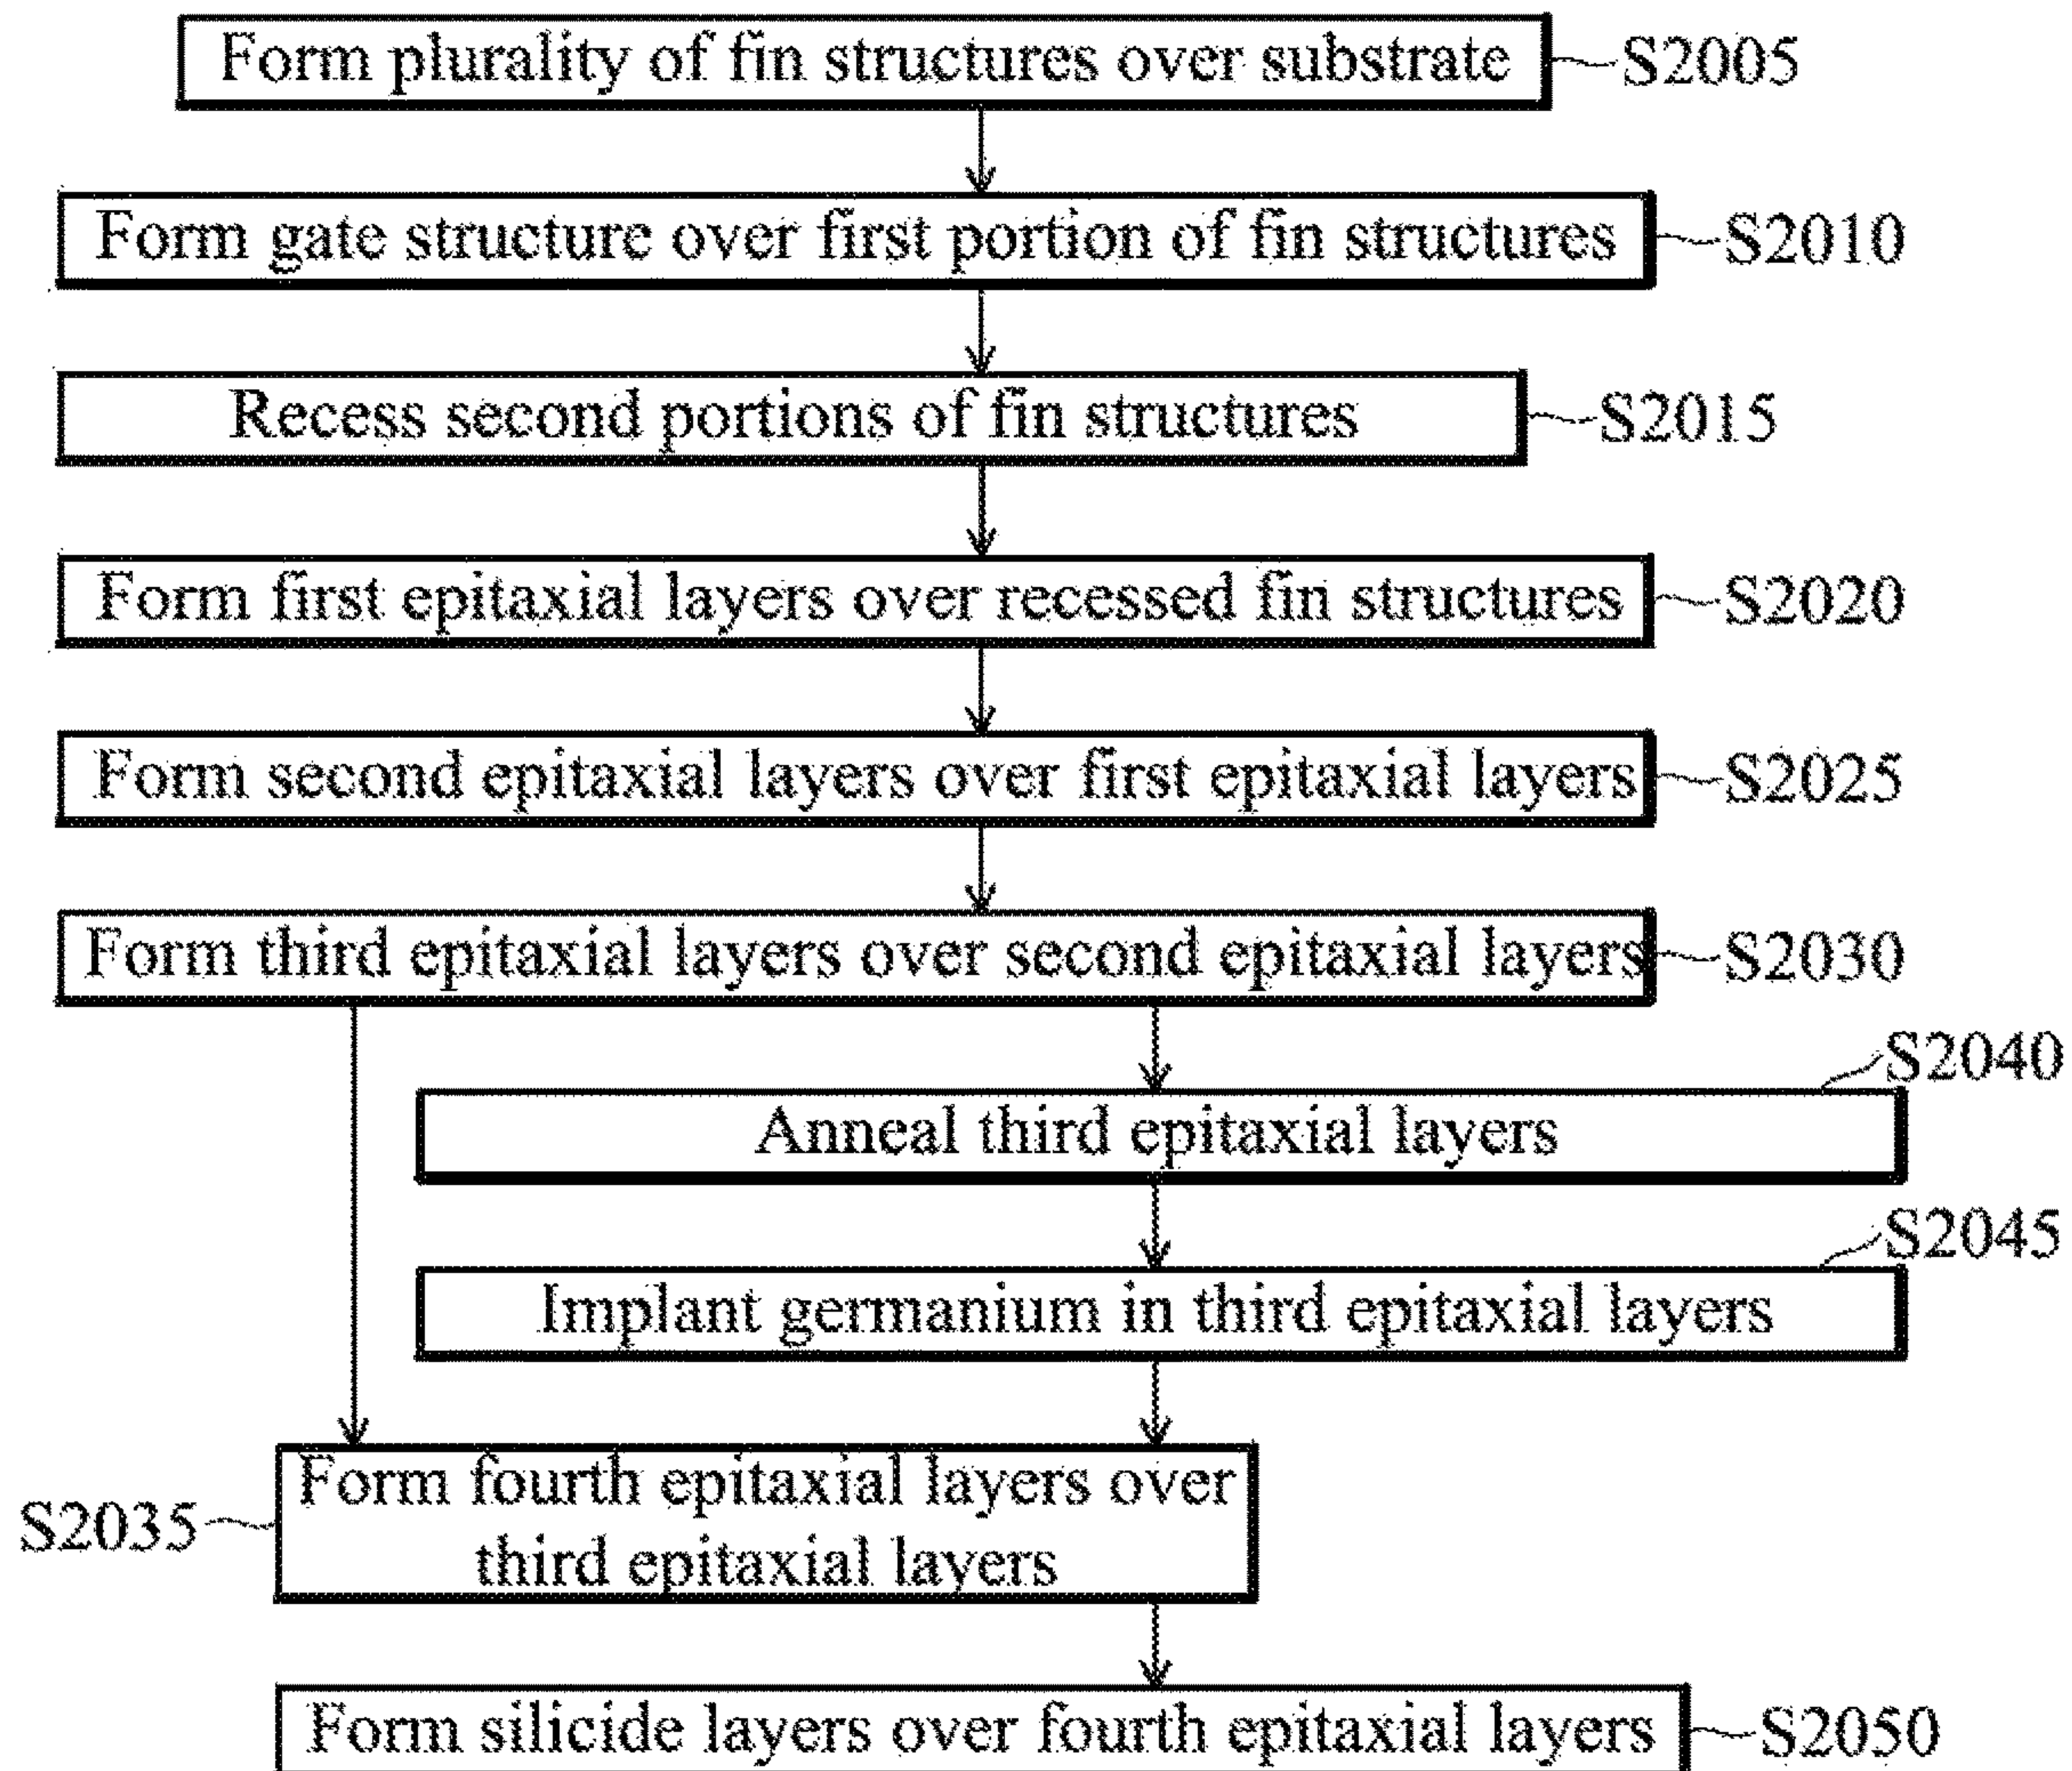 Form plurality of fin structures over substrate
S2005
Form gate structure over first portion of fin structures
S2010
Recess second portions of fin structures
S2015
Form first epitaxial layers over recessed fin structures
S2020
Form second epitaxial layers over first epitaxial layers
S2025
Form third epitaxial layers over second epitaxial layers
S2030
S2040
Anneal third epitaxial layers
S2045
Implant germanium in third epitaxial layers
Form fourth epitaxial layers over
third epitaxial layers
S2035
Form silicide layers over fourth epitaxial layers
S2050